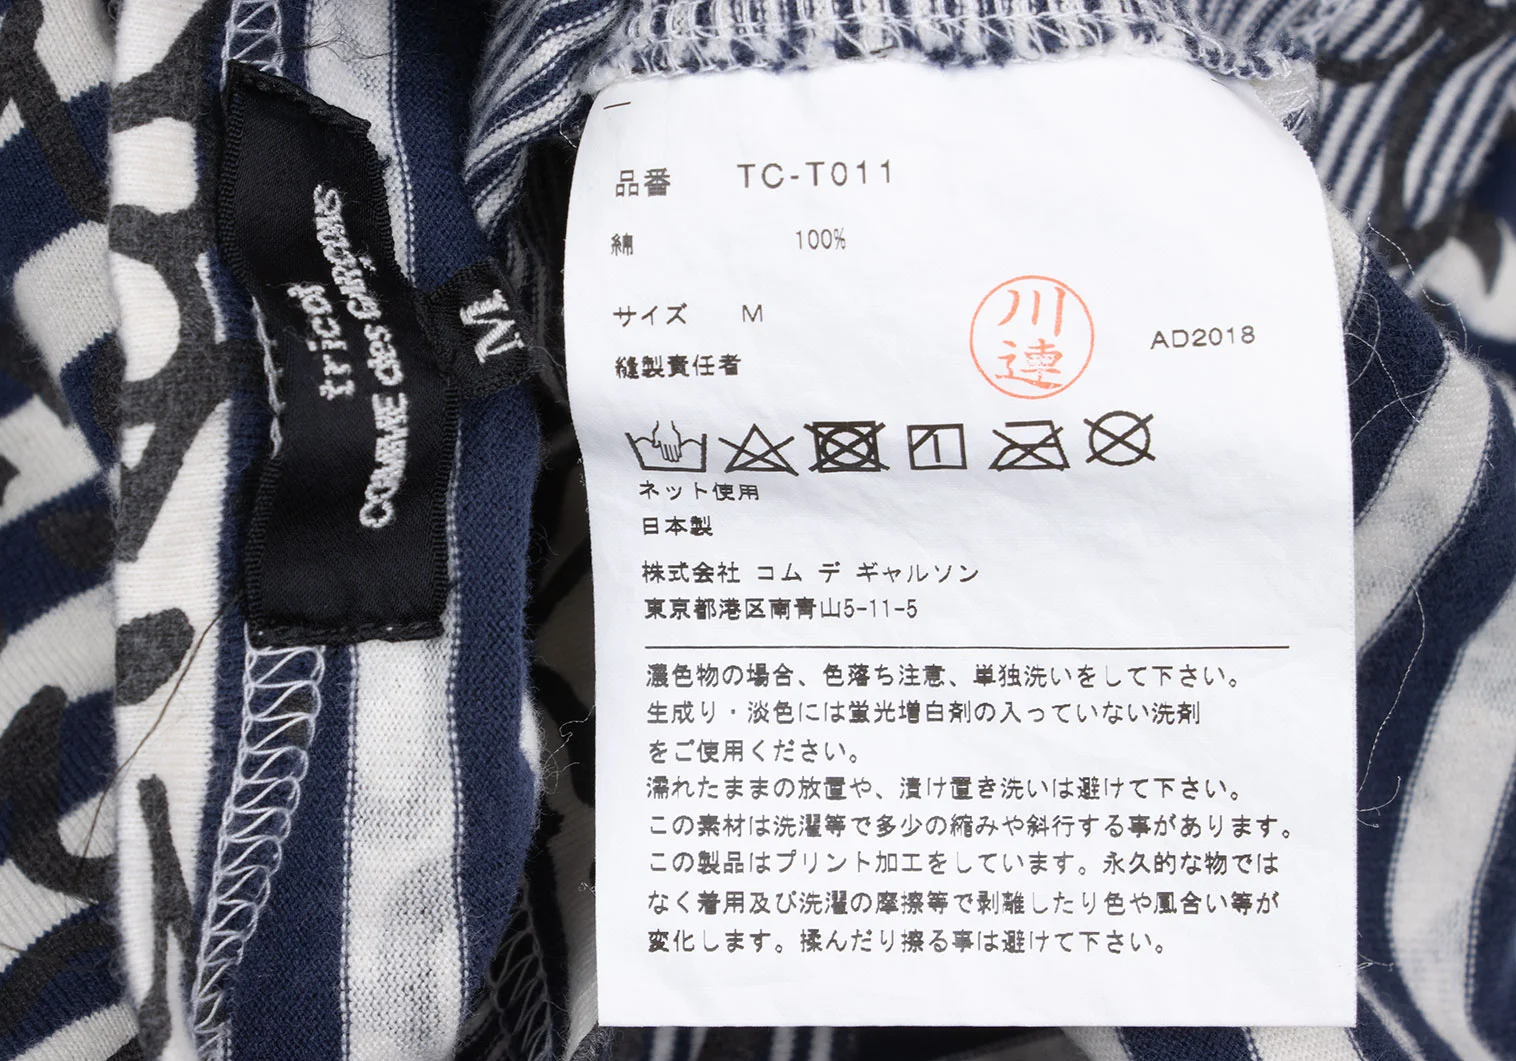 tricot
COMME des GARÇONS
M
品番 TC-T011
綿 100%
サイズ M
縫製責任者
川連
AD2018
ネット使用
日本製
株式会社 コム デ ギャルソン
東京都港区南青山5-11-5
濃色物の場合、色落ち注意、単独洗いをして下さい。
生成り・淡色には蛍光増白剤の入っていない洗剤
をご使用ください。
濡れたままの放置や、漬け置き洗いは避けて下さい。
この素材は洗濯等で多少の縮みや斜行する事があります。
この製品はプリント加工をしています。永久的な物では
なく着用及び洗濯の摩擦等で剥離したり色や風合い等が
変化します。揉んだり擦る事は避けて下さい。